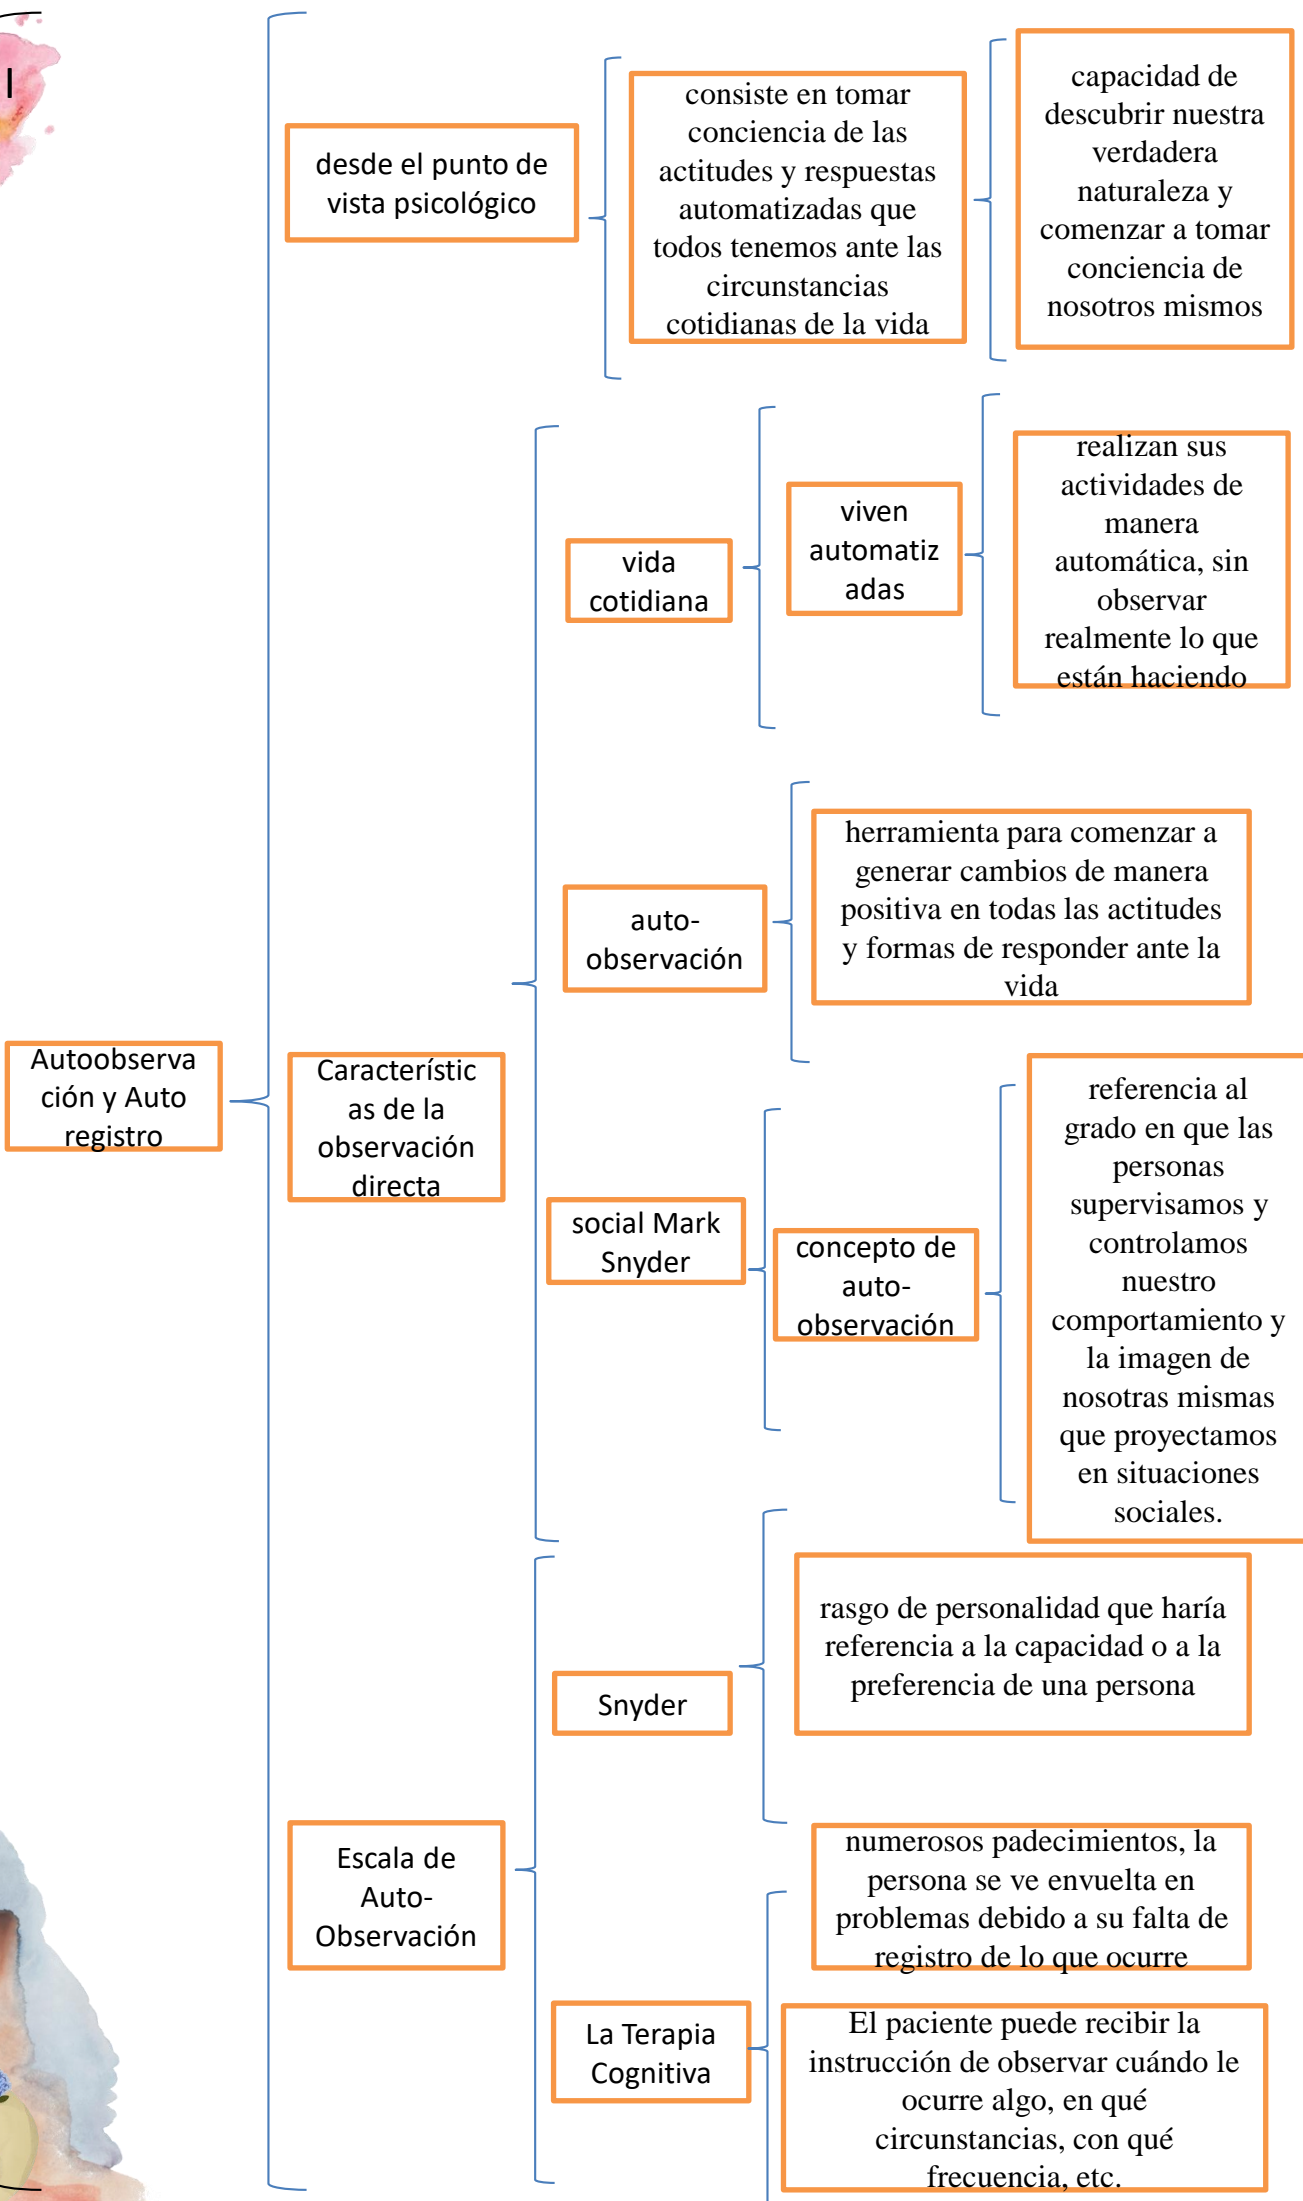 l
desde el punto de
vista psicológico
consiste en tomar
conciencia de las
actitudes y respuestas
automatizadas que
todos tenemos ante las
circunstancias
cotidianas de la vida
capacidad de
descubrir nuestra
verdadera
naturaleza y
comenzar a tomar
conciencia de
nosotros mismos
vida
cotidiana
viven
automatiz
adas
realizan sus
actividades de
manera
automática, sin
observar
realmente lo que
están haciendo
auto-
observación
herramienta para comenzar a
generar cambios de manera
positiva en todas las actitudes
y formas de responder ante la
vida
Autoobserva
ción y Auto
registro
Característic
as de la
observación
directa
social Mark
Snyder
concepto de
auto-
observación
referencia al
grado en que las
personas
supervisamos y
controlamos
nuestro
comportamiento y
la imagen de
nosotras mismas
que proyectamos
en situaciones
sociales.
Snyder
rasgo de personalidad que haría
referencia a la capacidad o a la
preferencia de una persona
Escala de
Auto-
Observación
numerosos padecimientos, la
persona se ve envuelta en
problemas debido a su falta de
registro de lo que ocurre
La Terapia
Cognitiva
El paciente puede recibir la
instrucción de observar cuándo le
ocurre algo, en qué
circunstancias, con qué
frecuencia, etc.